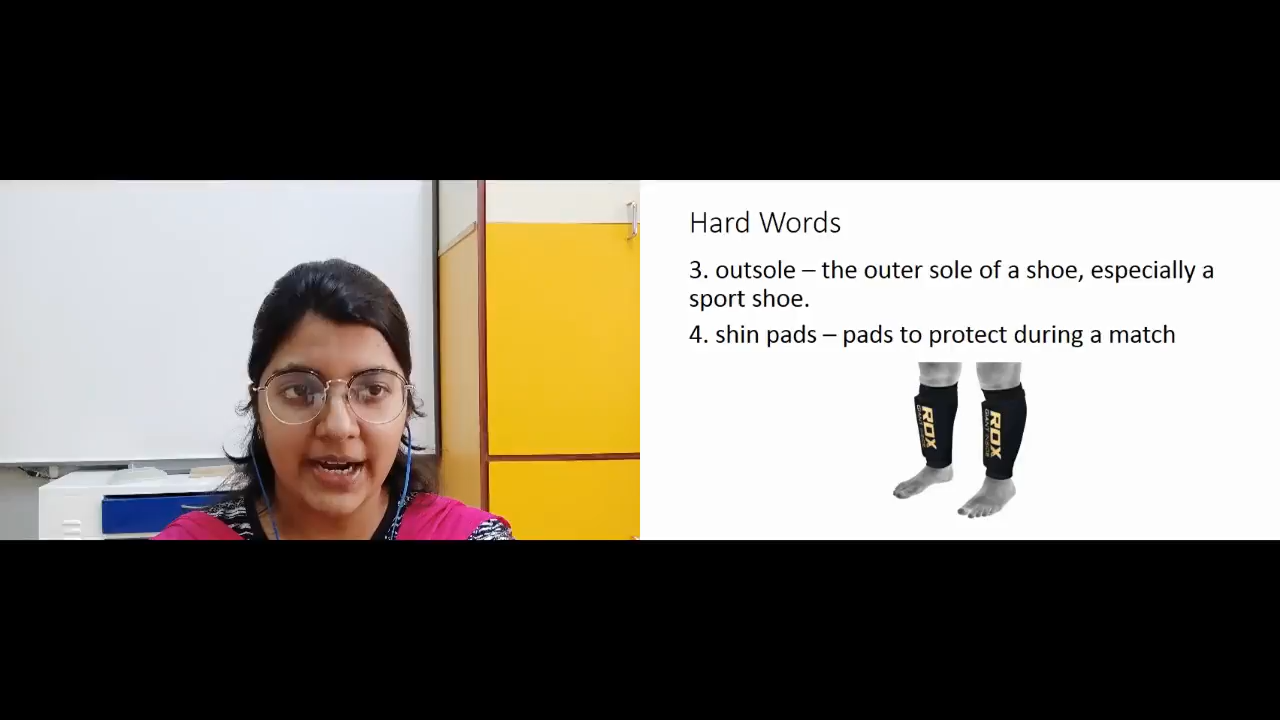 Hard Words
3. outsole – the outer sole of a shoe, especially a
sport shoe.
4. shin pads – pads to protect during a match
RDX
RDX